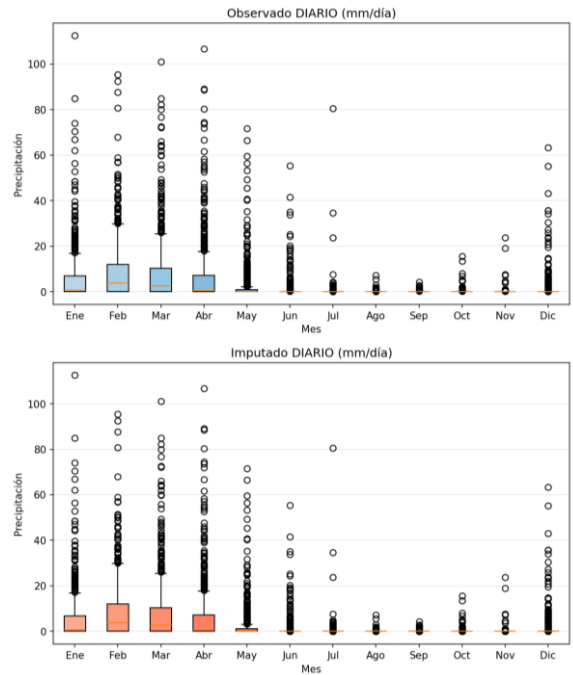 Observado DIARIO (mm/día)
Precipitación
100
80
60
40
20
0
Ene Feb Mar Abr May Jun Jul Ago Sep Oct Nov Dic
Mes
Imputado DIARIO (mm/día)
Precipitación
100
80
60
40
20
0
Ene Feb Mar Abr May Jun Jul Ago Sep Oct Nov Dic
Mes